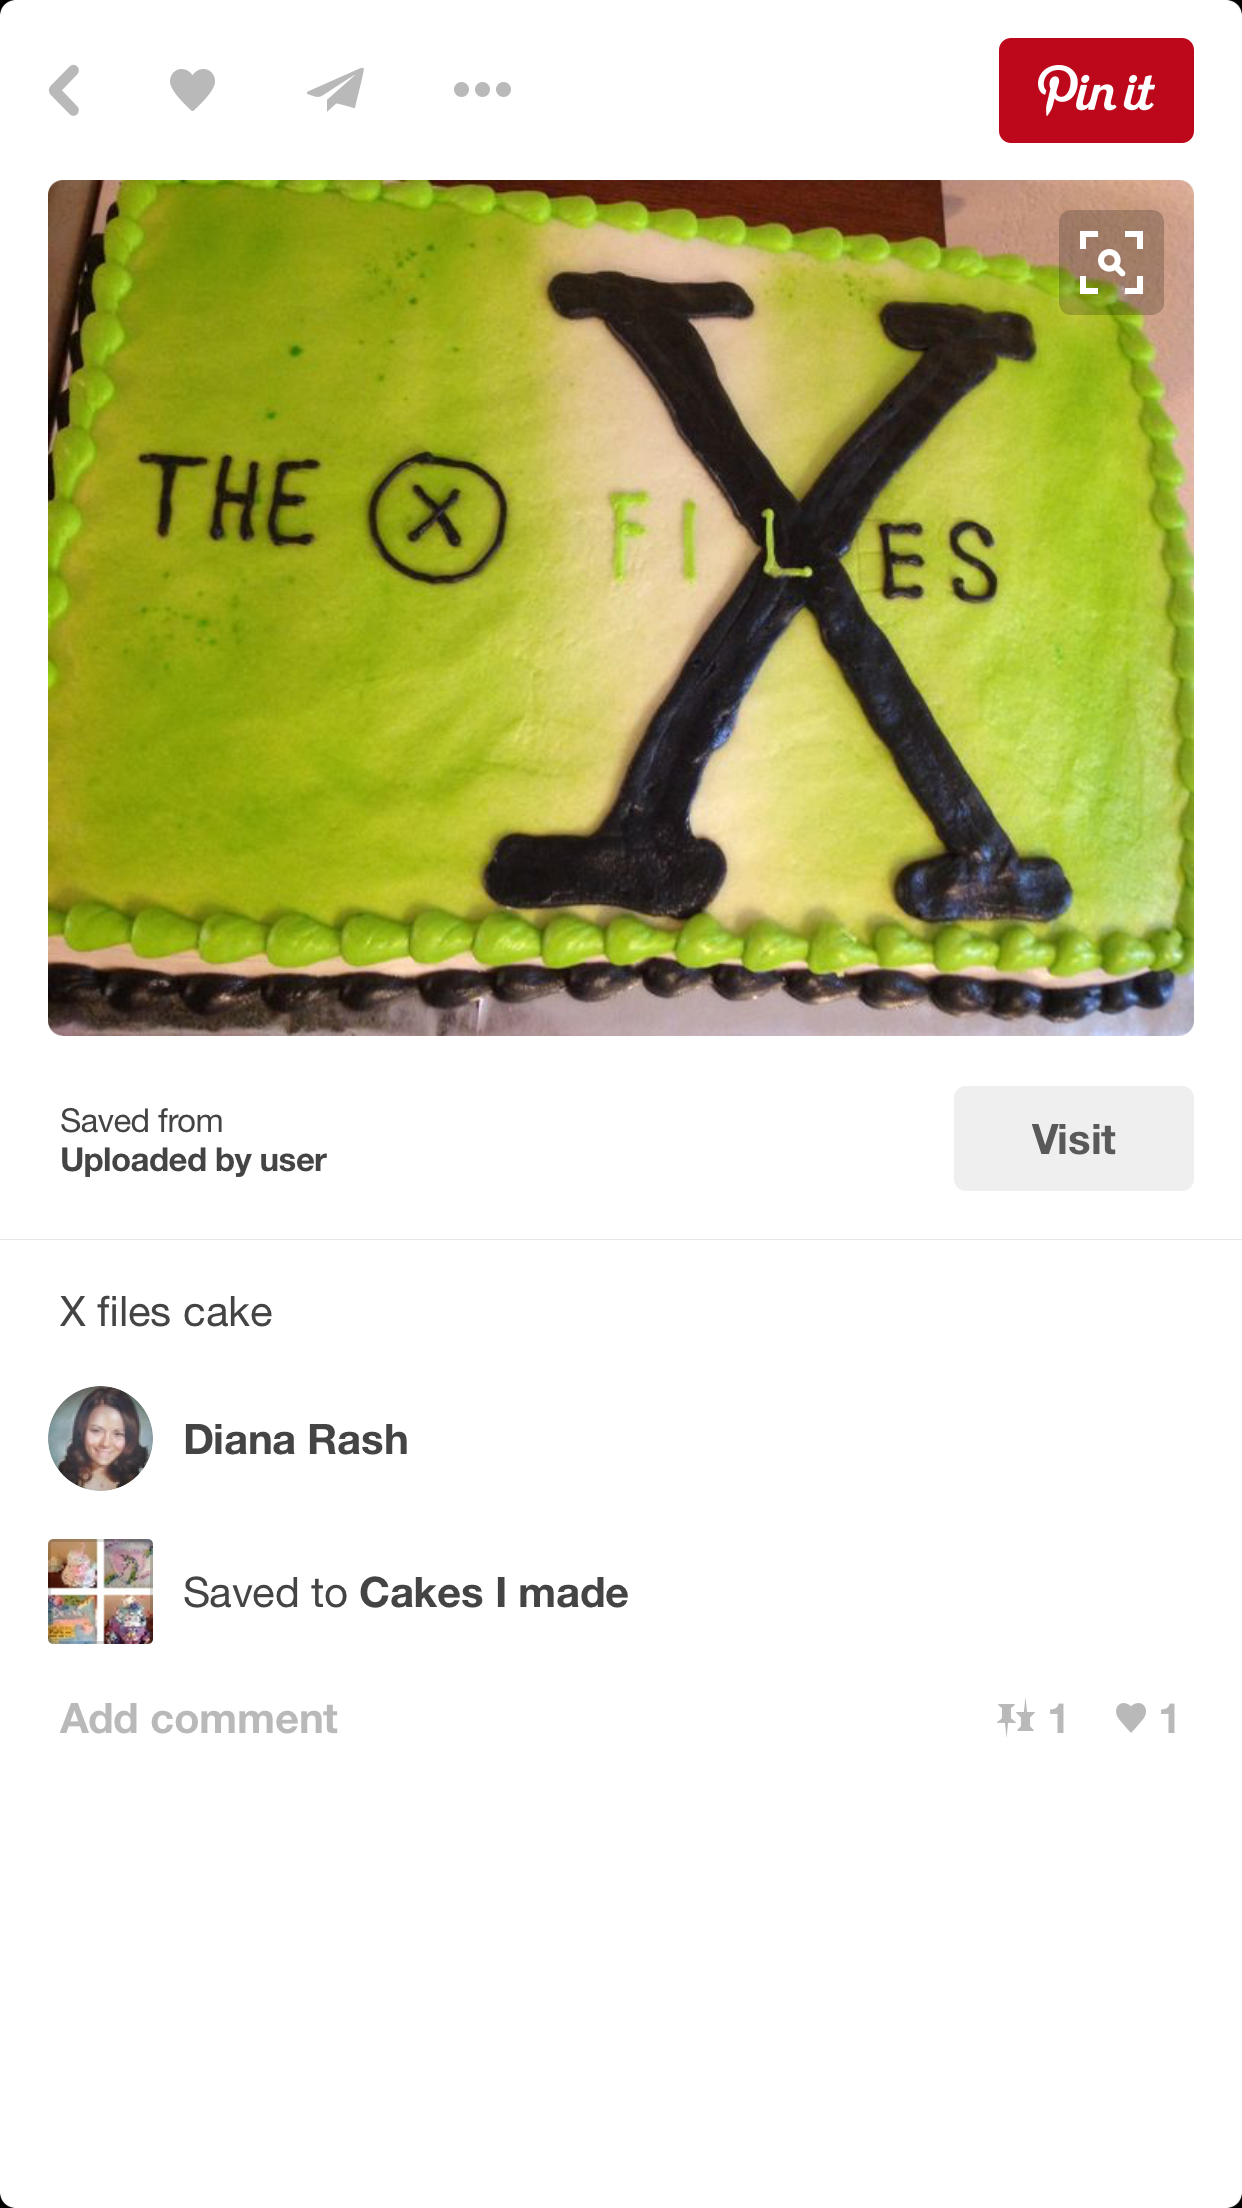 Pin it
THE X FILES
X
Saved from
Uploaded by user
Visit
X files cake
Diana Rash
Saved to Cakes I made
Add comment
1 1